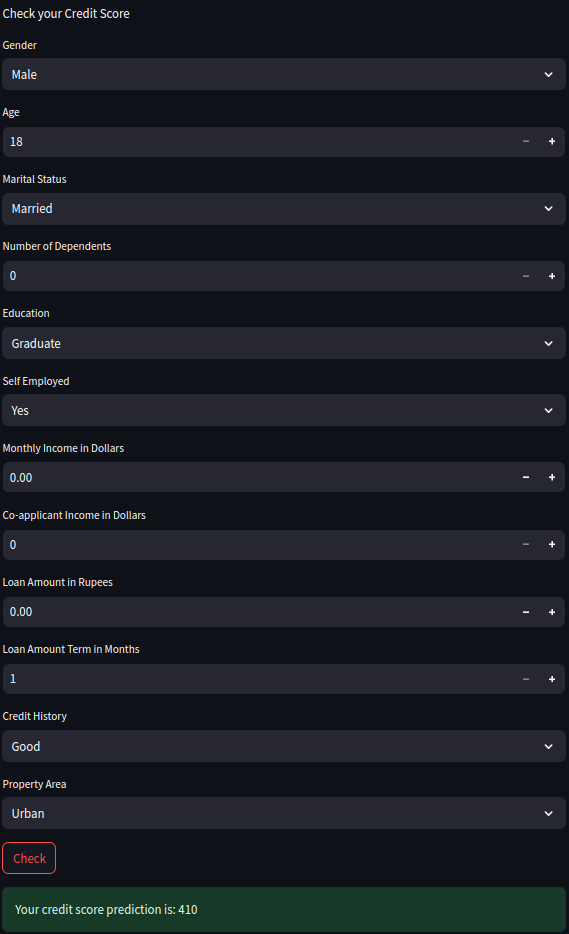 Check your Credit Score
Gender
Male
Age
18
Marital Status
Married
Number of Dependents
0
Education
Graduate
Self Employed
Yes
Monthly Income in Dollars
0.00
Co-applicant Income in Dollars
0
Loan Amount in Rupees
0.00
Loan Amount Term in Months
1
Credit History
Good
Property Area
Urban
Check
Your credit score prediction is: 410